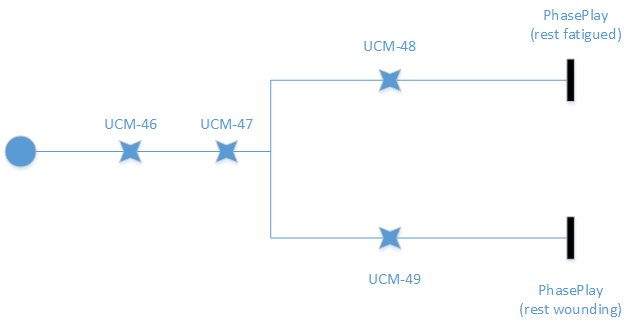 PhasePlay
(rest fatigued)
UCM-48
UCM-46
UCM-47
UCM-49
PhasePlay
(rest wounding)